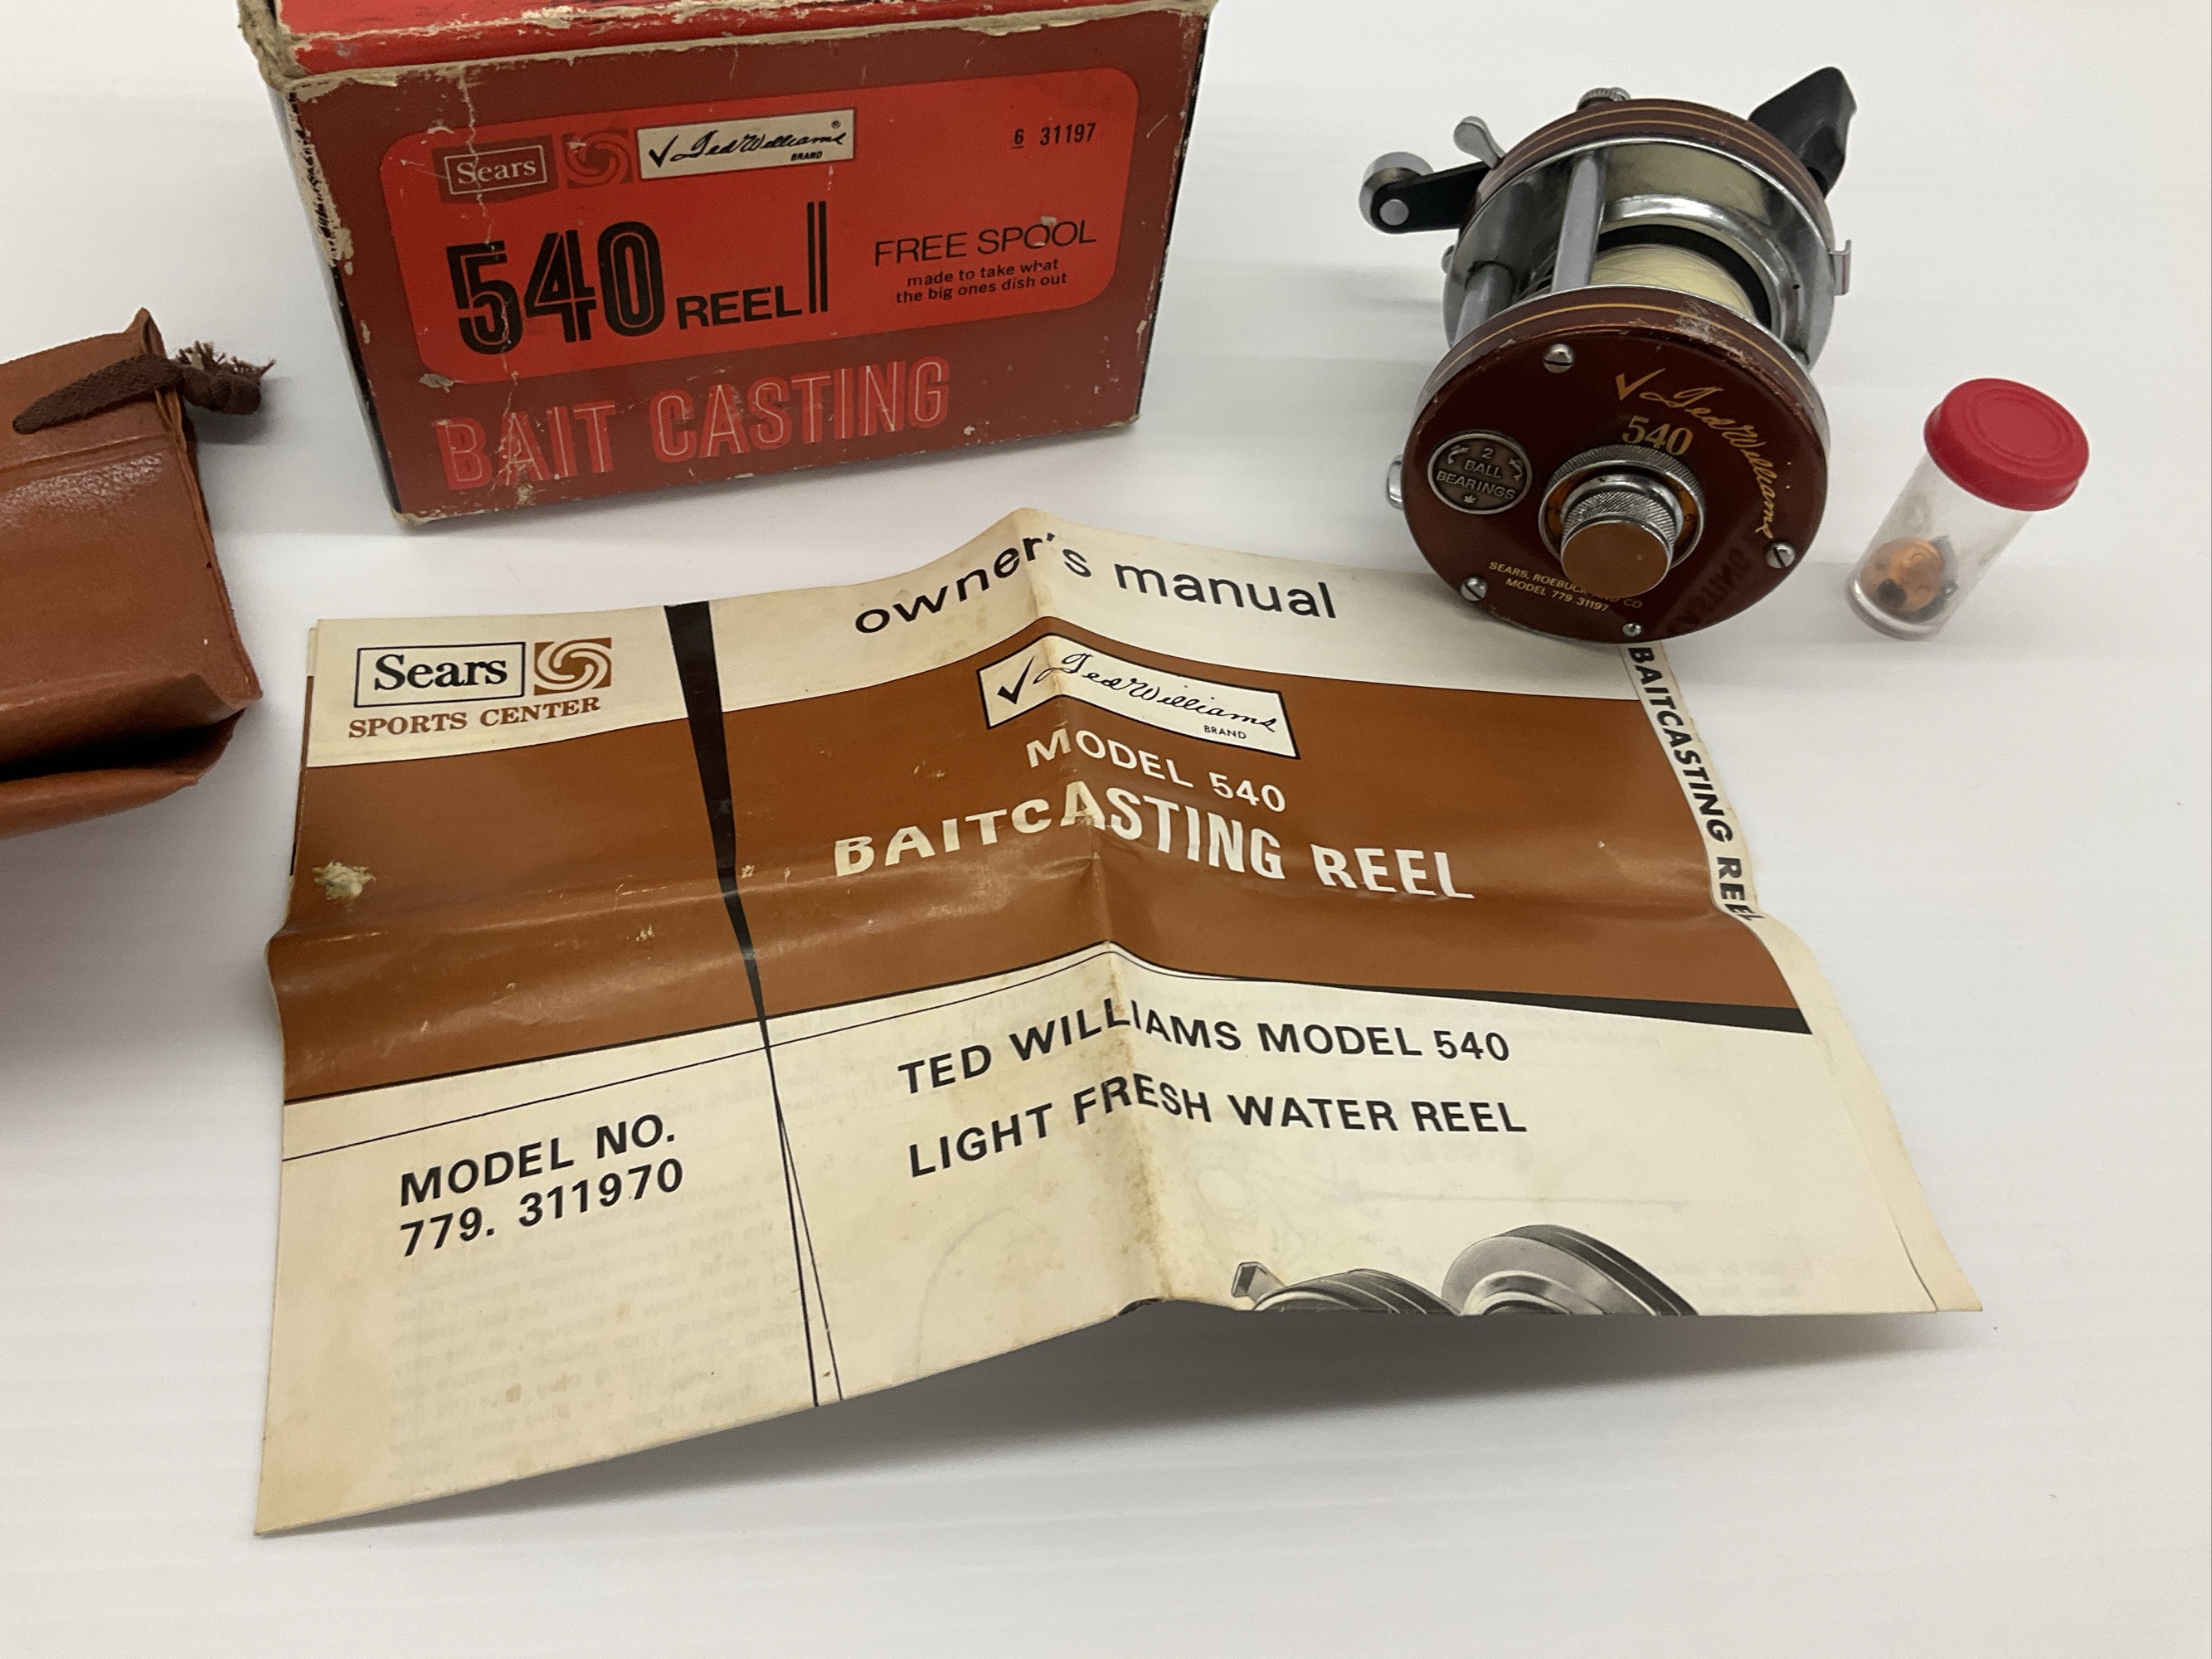 Sears
✓ Ted Williams ®
BRAND
6 31197
540 REEL
FREE SPOOL
made to take what
the big ones dish out
BAIT CASTING
✓ Ted Williams
540
2
BALL
BEARINGS
SEARS, ROEBUCK AND CO
MODEL 779.31197
owner's manual
Sears
SPORTS CENTER
✓ Ted Williams
BRAND
MODEL 540
BAITCASTING REEL
BAITCASTING REEL
MODEL NO.
779. 311970
TED WILLIAMS MODEL 540
LIGHT FRESH WATER REEL